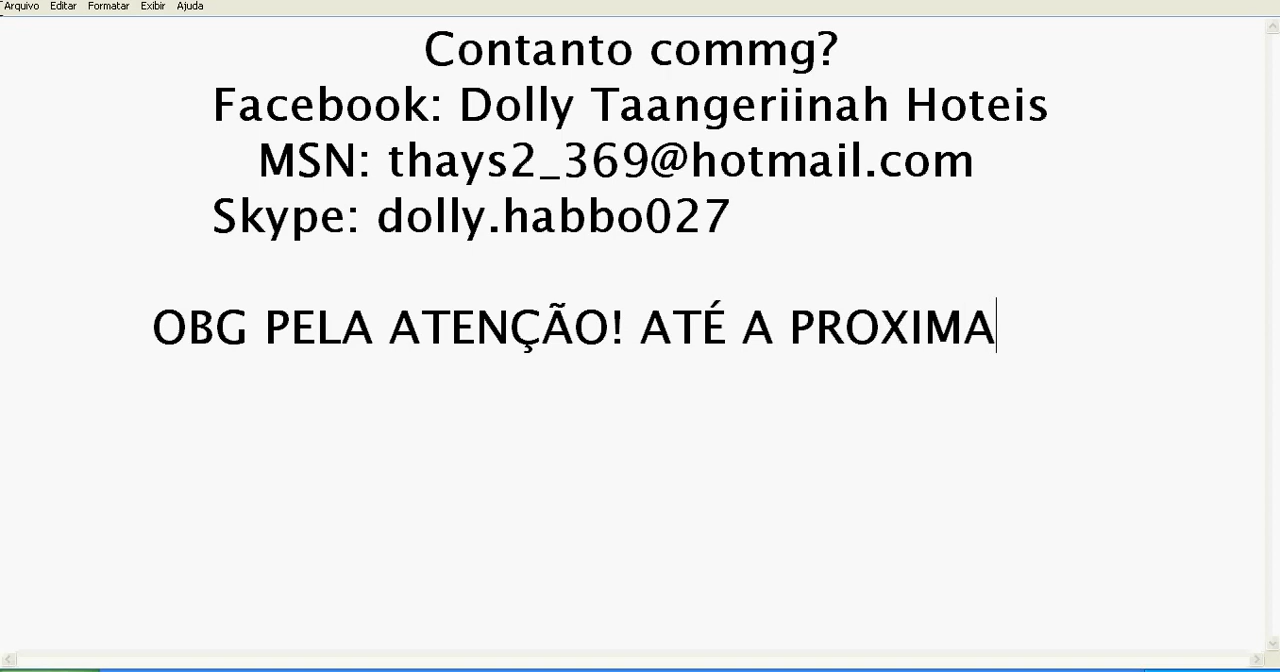 Arquivo Editar Formatar Exibir Ajuda
Contanto commg?
Facebook: Dolly Taangeriinah Hoteis
MSN: thays2_369@hotmail.com
Skype: dolly.habbo027
OBG PELA ATENÇÃO! ATÉ A PROXIMA